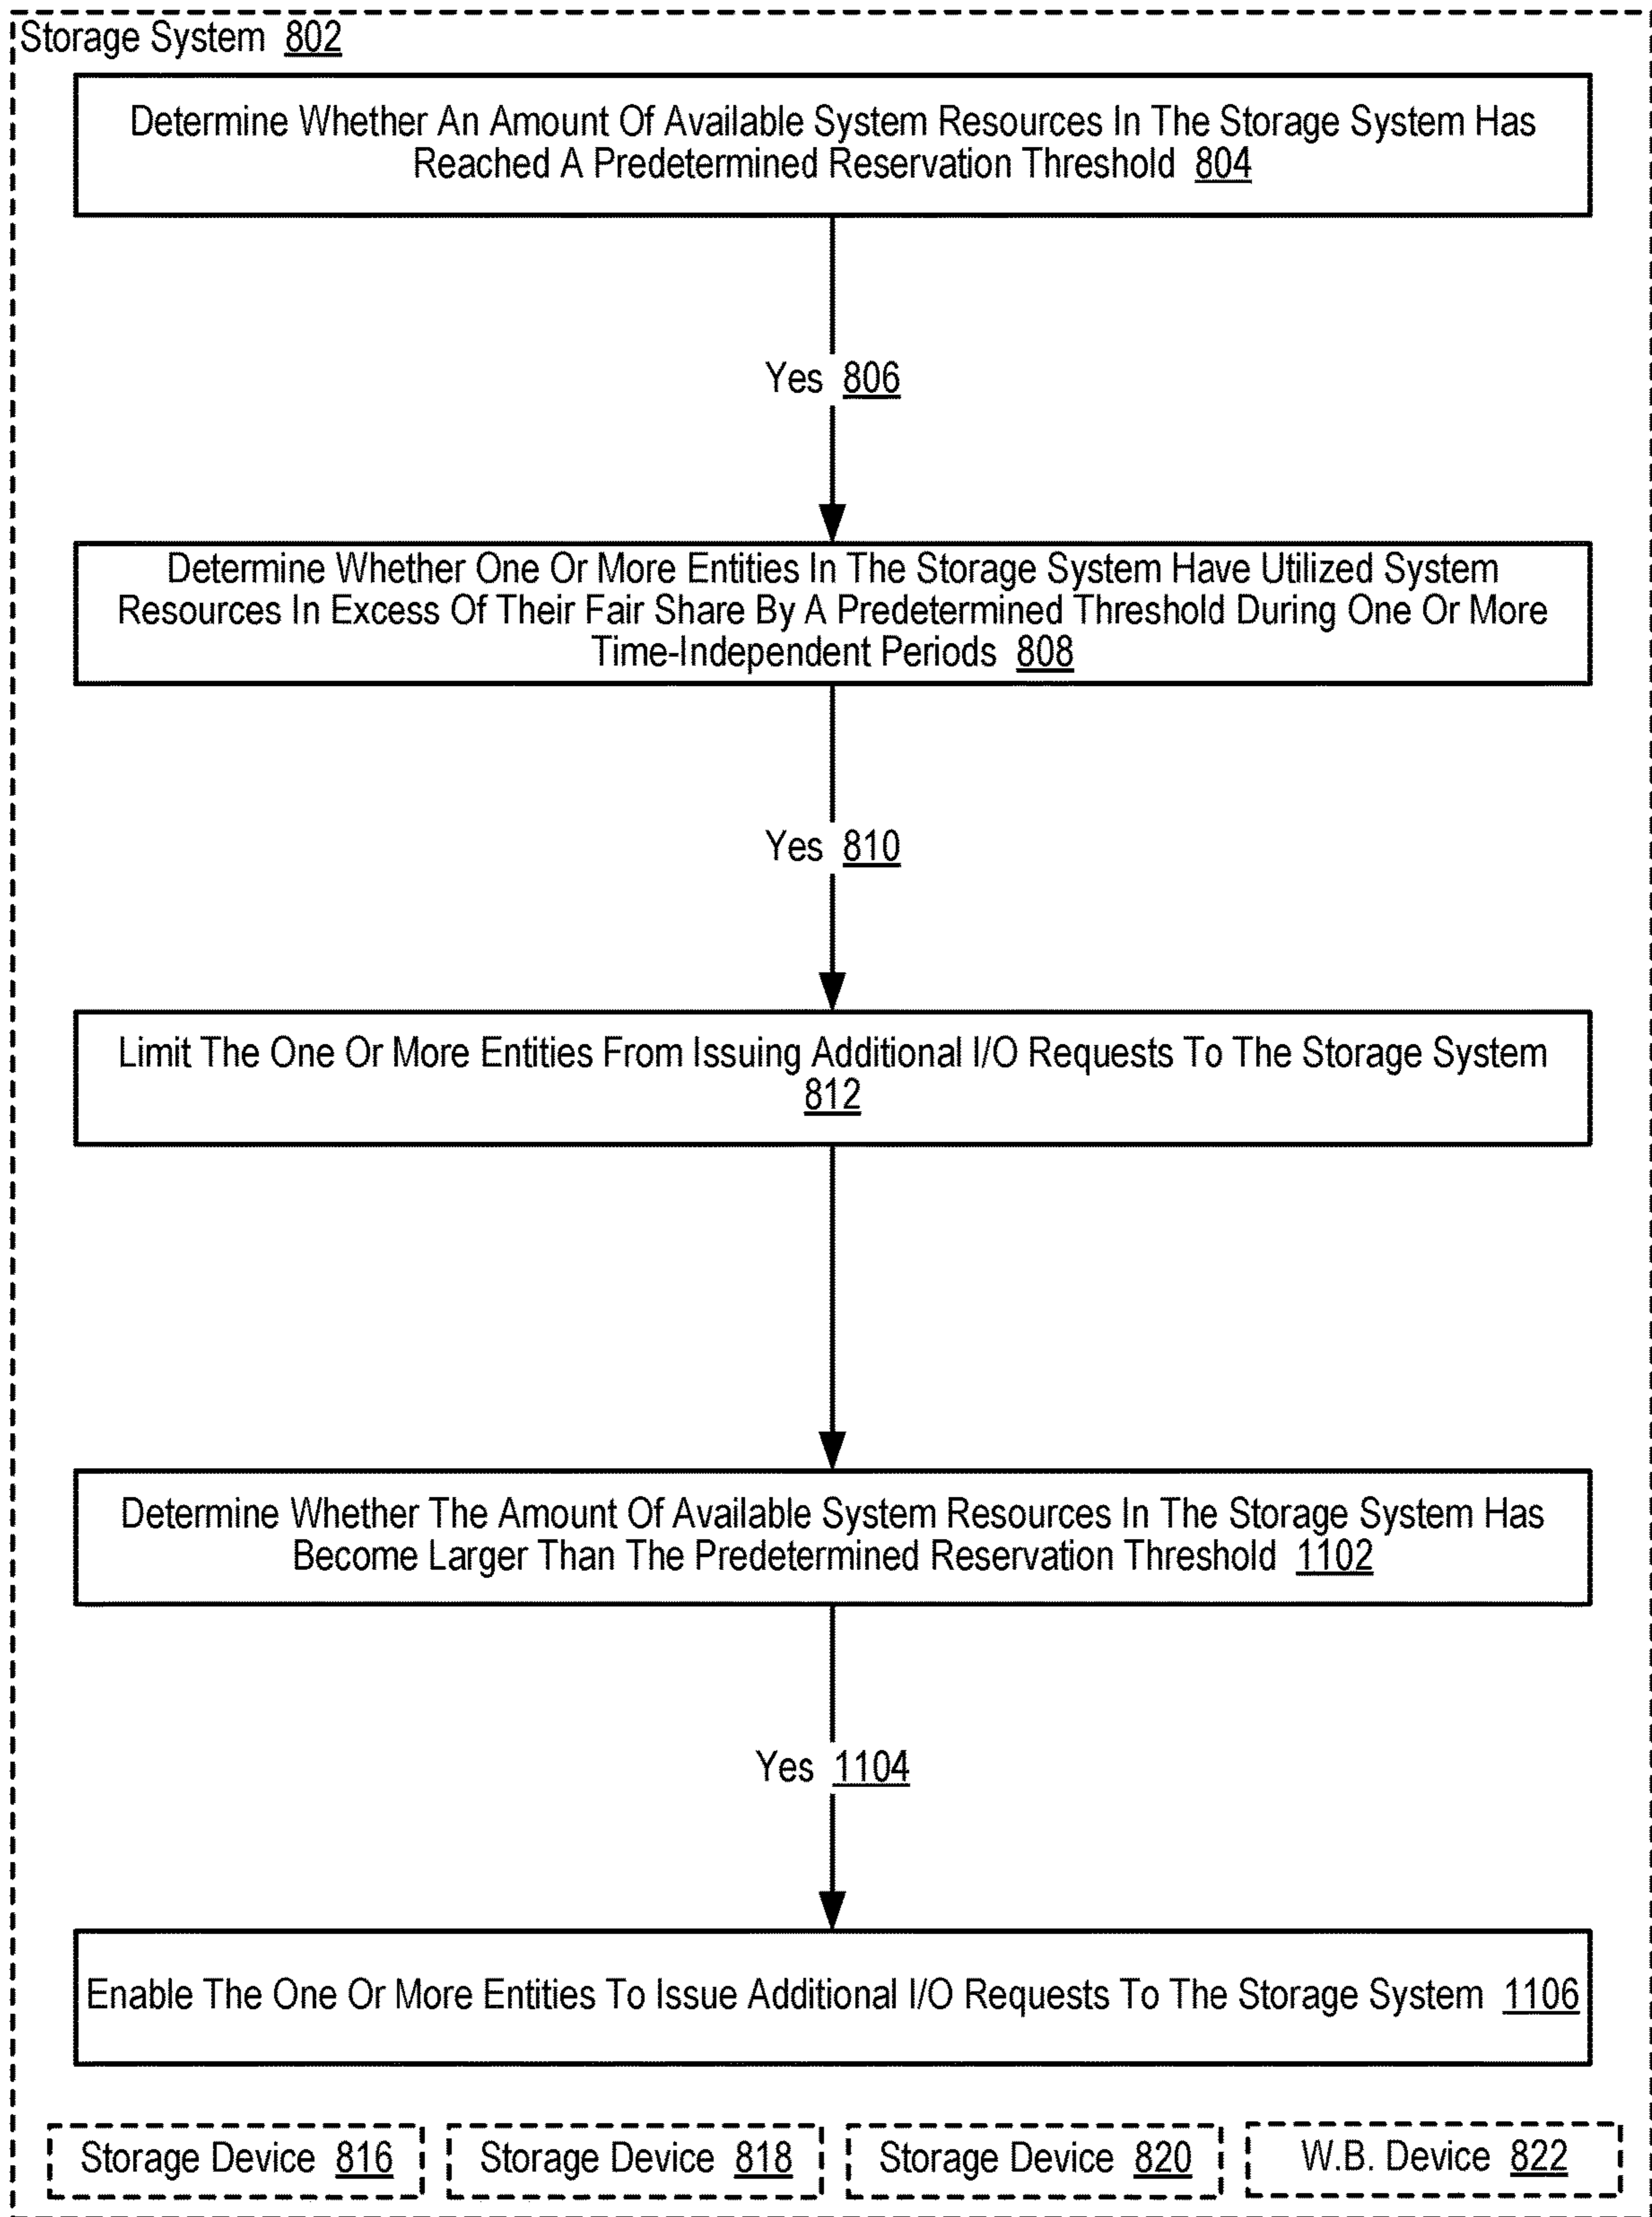 Storage System 802
Determine Whether An Amount Of Available System Resources In The Storage System Has
Reached A Predetermined Reservation Threshold 804
Yes 806
Determine Whether One Or More Entities In The Storage System Have Utilized System
Resources In Excess Of Their Fair Share By A Predetermined Threshold During One Or More
Time-Independent Periods 808
Yes 810
Limit The One Or More Entities From Issuing Additional I/O Requests To The Storage System
812
Determine Whether The Amount Of Available System Resources In The Storage System Has
Become Larger Than The Predetermined Reservation Threshold 1102
Yes 1104
Enable The One Or More Entities To Issue Additional I/O Requests To The Storage System 1106
Storage Device 816
Storage Device 818
Storage Device 820
W.B. Device 822